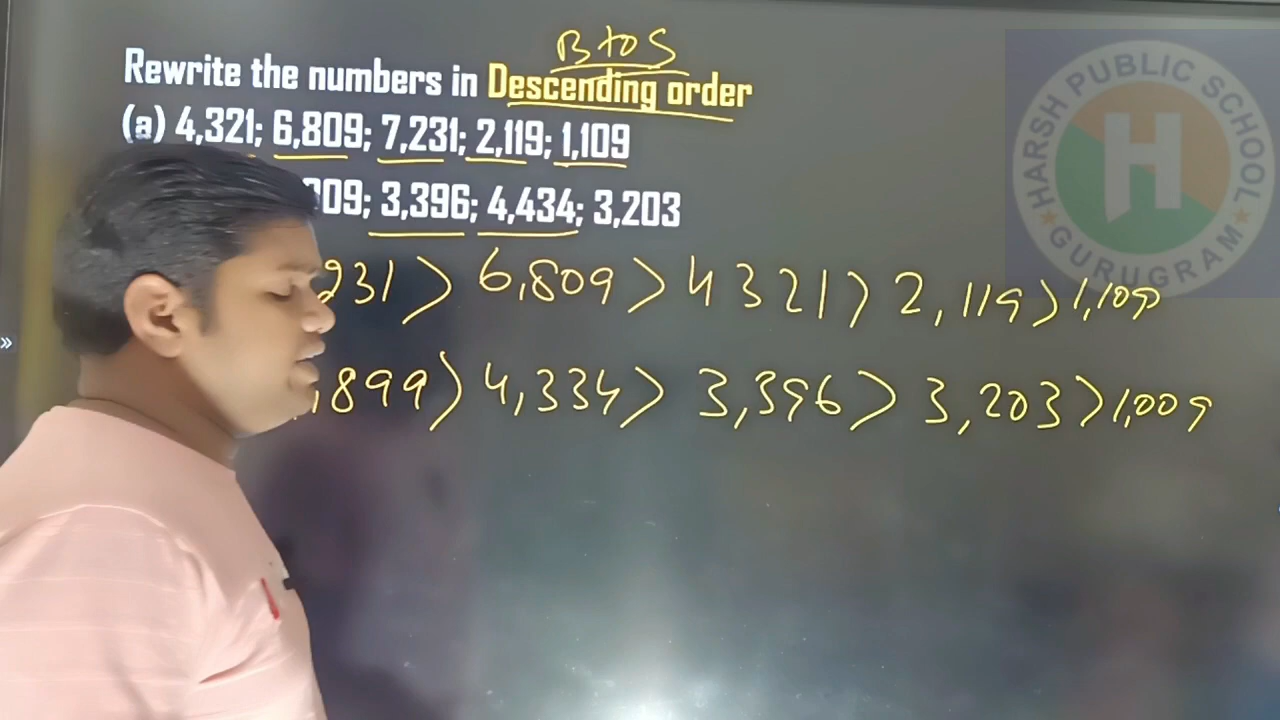 B to S
Rewrite the numbers in Descending order
(a) 4,321; 6,809; 7,231; 2,119; 1,109
009; 3,396; 4,434; 3,203
231 > 6,809 > 4321 > 2,119 > 1,109
,899 > 4,334 > 3,396 > 3,203 > 1,009
HARSH PUBLIC SCHOOL
H
GURUGRAM
»